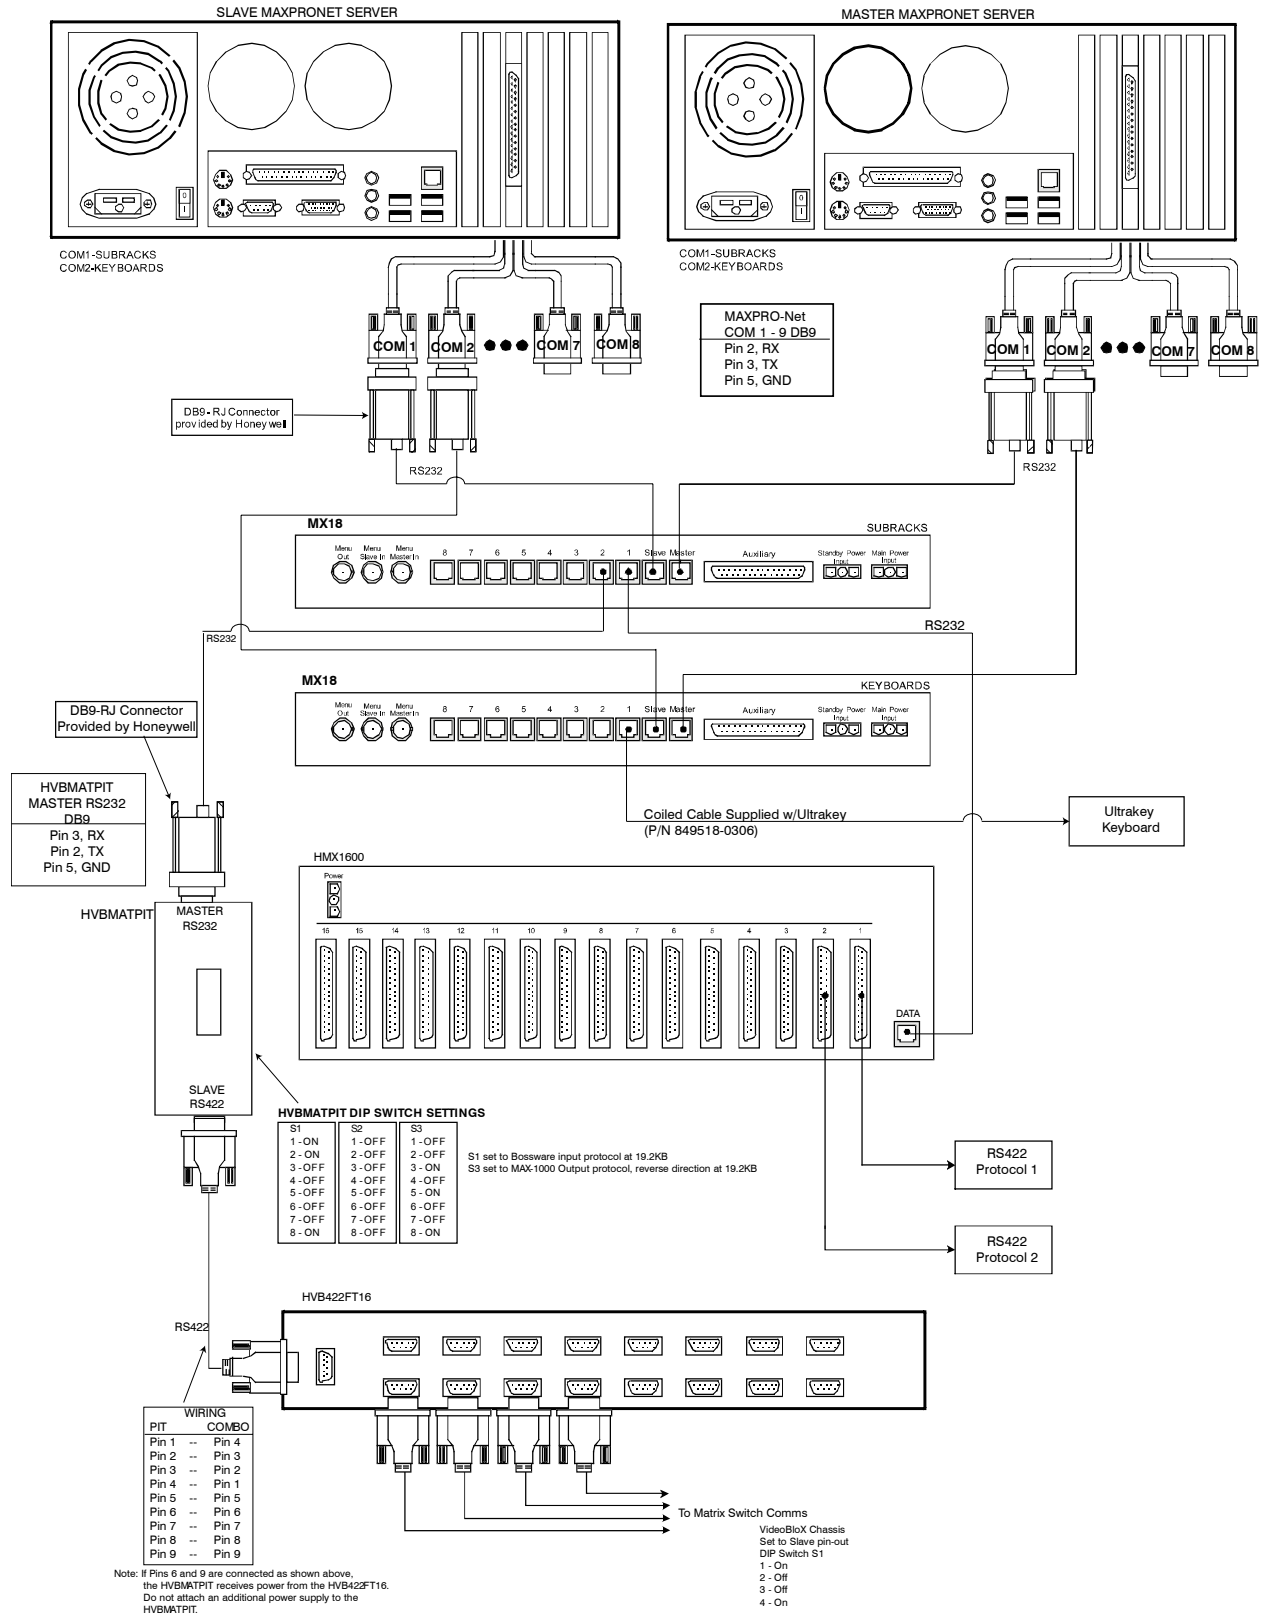 SLAVE MAXPRONET SERVER
MASTER MAXPRONET SERVER
0
I
0
I
COM1-SUBRACKS
COM2-KEYBOARDS
COM1-SUBRACKS
COM2-KEYBOARDS
COM 1
COM 2
COM 7
COM 8
MAXPRO-Net
COM 1 - 9 DB9
Pin 2, RX
Pin 3, TX
Pin 5, GND
COM 1
COM 2
COM 7
COM 8
DB9-RJ Connector
provided by Honeywell
RS232
RS232
MX18
SUBRACKS
Menu Out
Menu Slave In
Menu Master In
8 7 6 5 4 3 2 1 Slave Master
Auxiliary
Standby Power Input
Main Power Input
RS232
RS232
MX18
KEYBOARDS
Menu Out
Menu Slave In
Menu Master In
8 7 6 5 4 3 2 1 Slave Master
Auxiliary
Standby Power Input
Main Power Input
DB9-RJ Connector
Provided by Honeywell
HVBMATPIT
MASTER RS232
DB9
Pin 3, RX
Pin 2, TX
Pin 5, GND
Coiled Cable Supplied w/Ultrakey
(P/N 849518-0306)
Ultrakey
Keyboard
HMX1600
Power
16 15 14 13 12 11 10 9 8 7 6 5 4 3 2 1
DATA
HVBMATPIT
MASTER
RS232
SLAVE
RS422
HVBMATPIT DIP SWITCH SETTINGS
S1 S2 S3
1 - ON 1 - OFF 1 - OFF
2 - ON 2 - OFF 2 - OFF
3 - OFF 3 - OFF 3 - ON
4 - OFF 4 - OFF 4 - OFF
5 - OFF 5 - OFF 5 - ON
6 - OFF 6 - OFF 6 - OFF
7 - OFF 7 - OFF 7 - OFF
8 - ON 8 - OFF 8 - ON
S1 set to Bossware input protocol at 19.2KB
S3 set to MAX-1000 Output protocol, reverse direction at 19.2KB
RS422
Protocol 1
RS422
Protocol 2
HVB422FT16
RS422
WIRING
PIT COMBO
Pin 1 -- Pin 4
Pin 2 -- Pin 3
Pin 3 -- Pin 2
Pin 4 -- Pin 1
Pin 5 -- Pin 5
Pin 6 -- Pin 6
Pin 7 -- Pin 7
Pin 8 -- Pin 8
Pin 9 -- Pin 9
Note: If Pins 6 and 9 are connected as shown above,
the HVBMATPIT receives power from the HVB422FT16.
Do not attach an additional power supply to the
HVBMATPIT.
To Matrix Switch Comms
VideoBloX Chassis
Set to Slave pin-out
DIP Switch S1
1 - On
2 - Off
3 - Off
4 - On